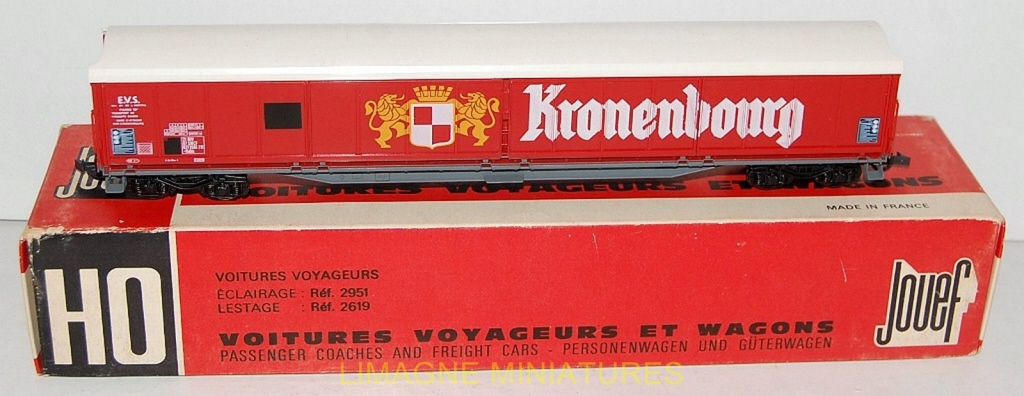 E.V.S.
Kronenbourg
VOITURES VOYAGEURS ET WAGONS
MADE IN FRANCE
HO
VOITURES VOYAGEURS
ÉCLAIRAGE : Réf. 2951
LESTAGE : Réf. 2619
Jouef
VOITURES VOYAGEURS ET WAGONS
PASSENGER COACHES AND FREIGHT CARS - PERSONENWAGEN UND GÜTERWAGEN
LIMAGNE MINIATURES